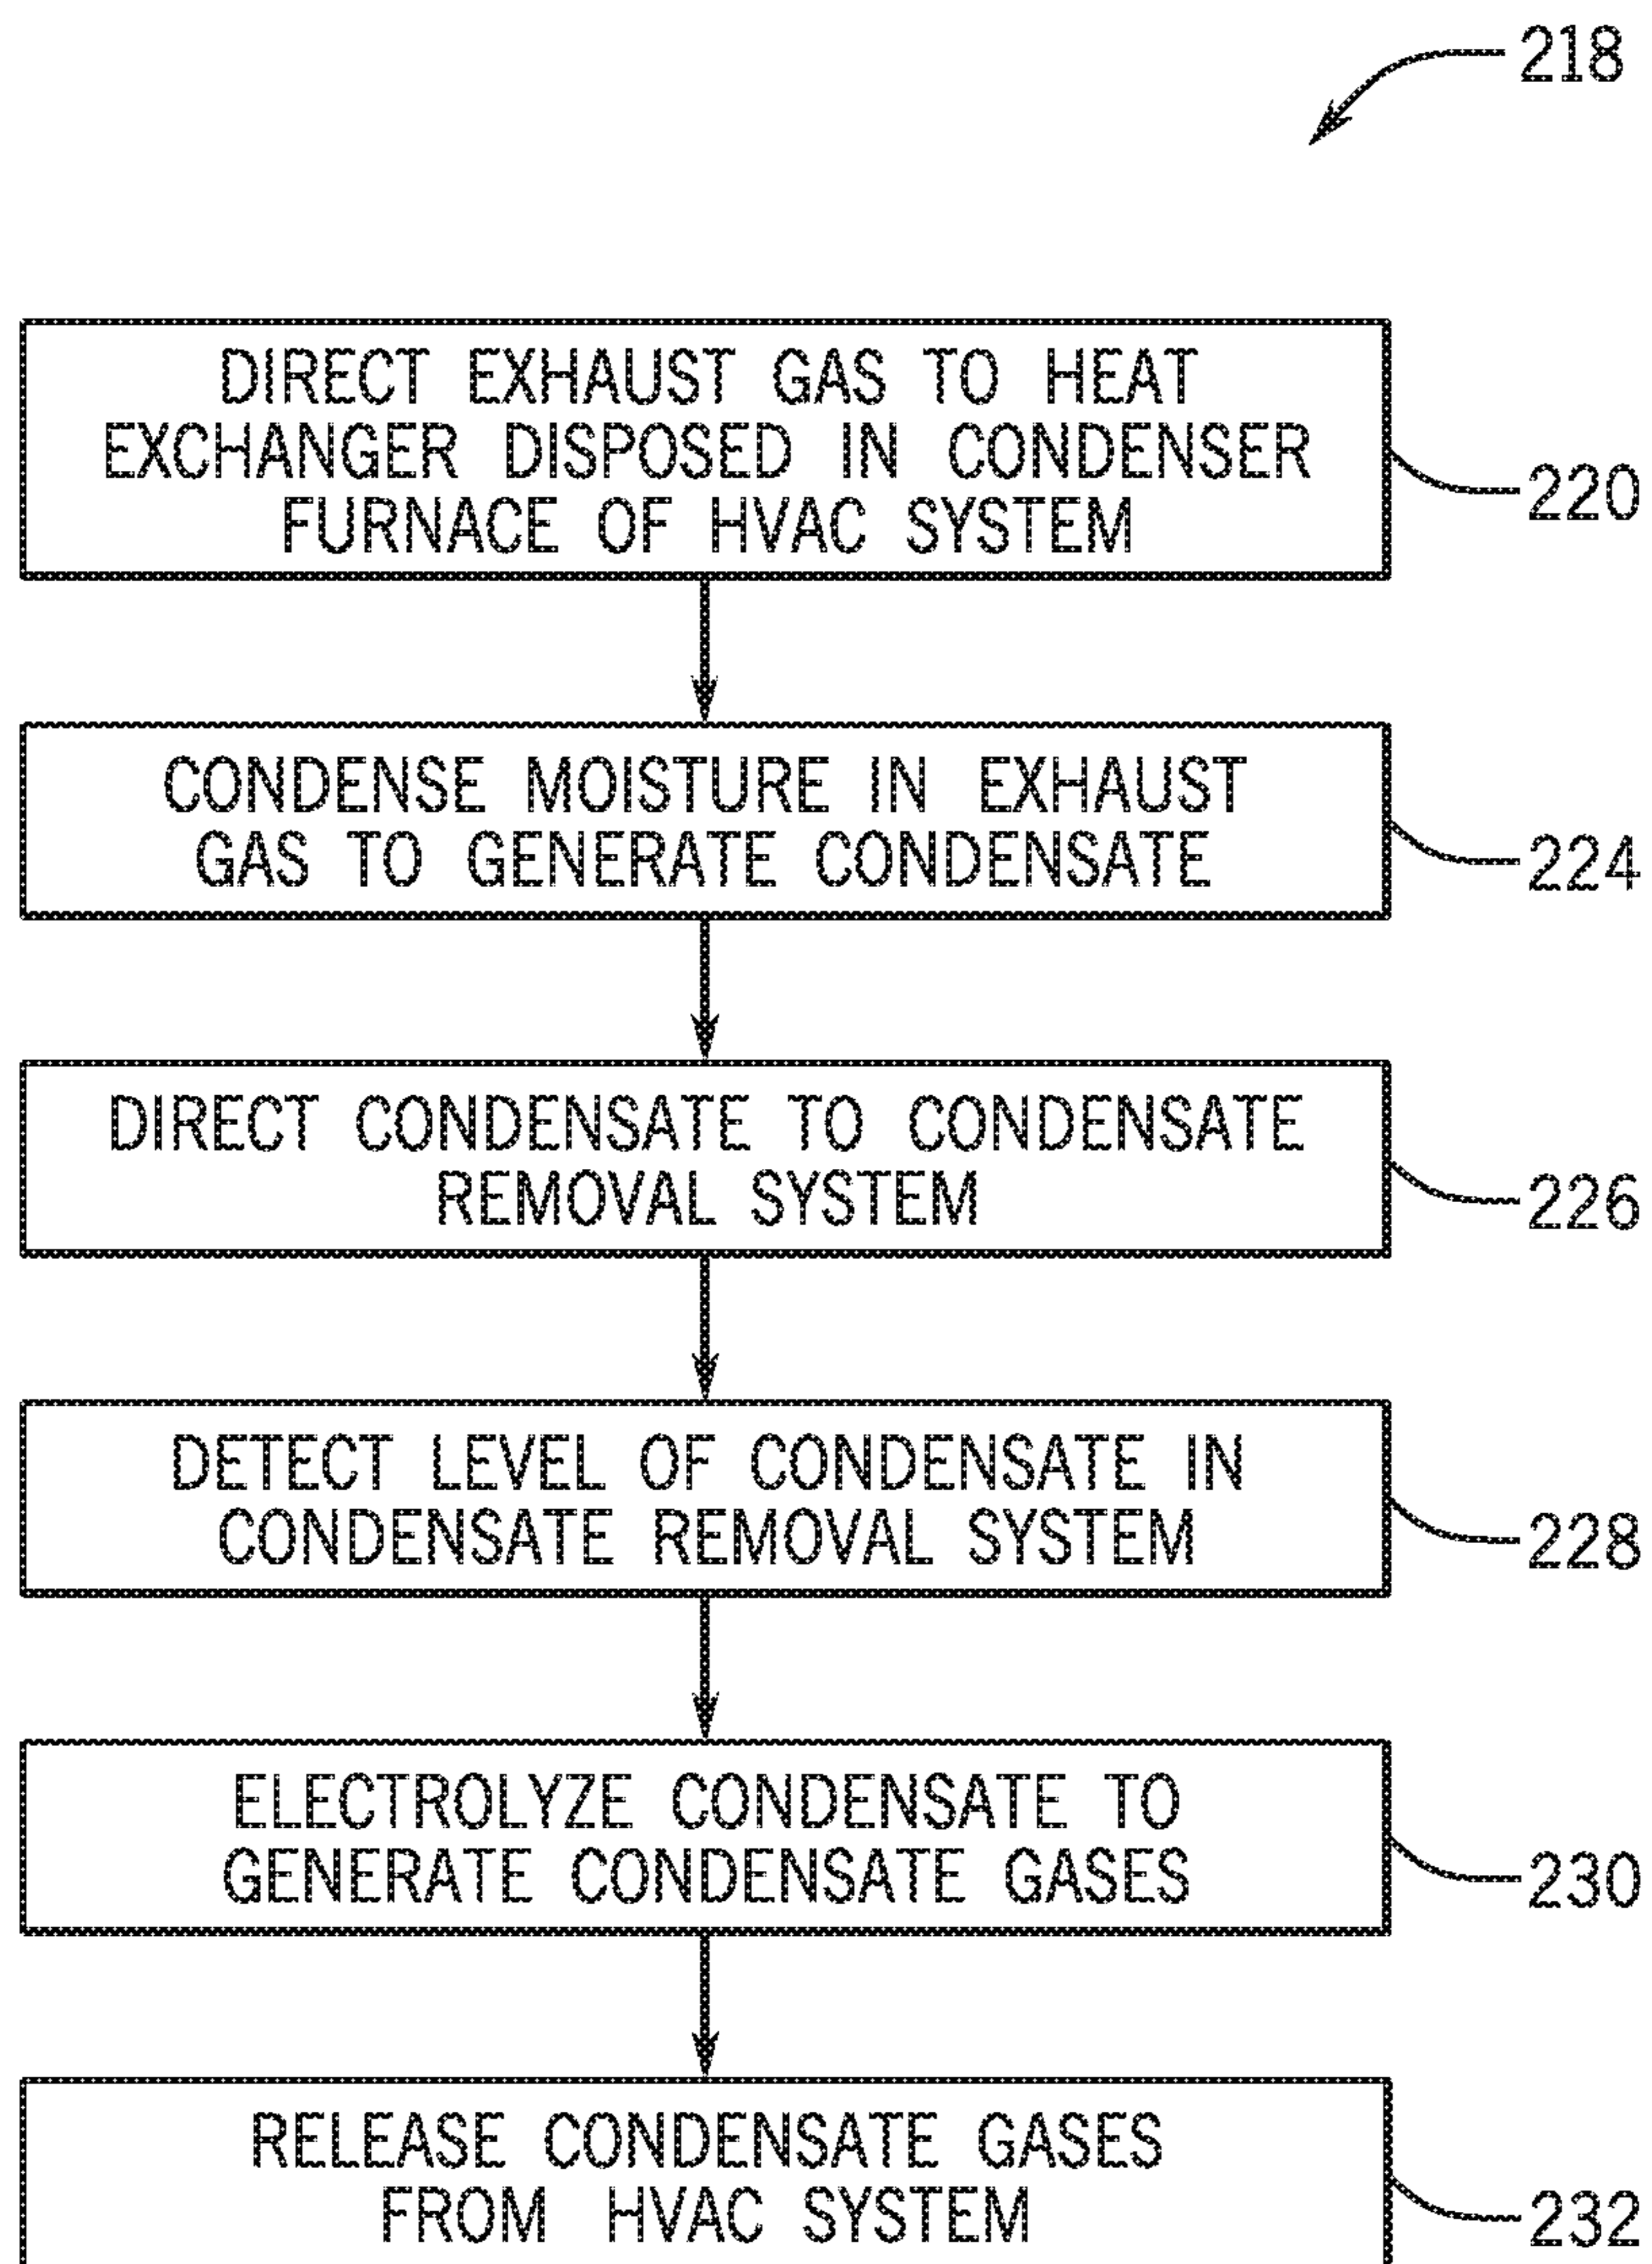 218
DIRECT EXHAUST GAS TO HEAT
EXCHANGER DISPOSED IN CONDENSER
FURNACE OF HVAC SYSTEM
220
CONDENSE MOISTURE IN EXHAUST
GAS TO GENERATE CONDENSATE
224
DIRECT CONDENSATE TO CONDENSATE
REMOVAL SYSTEM
226
DETECT LEVEL OF CONDENSATE IN
CONDENSATE REMOVAL SYSTEM
228
ELECTROLYZE CONDENSATE TO
GENERATE CONDENSATE GASES
230
RELEASE CONDENSATE GASES
FROM HVAC SYSTEM
232